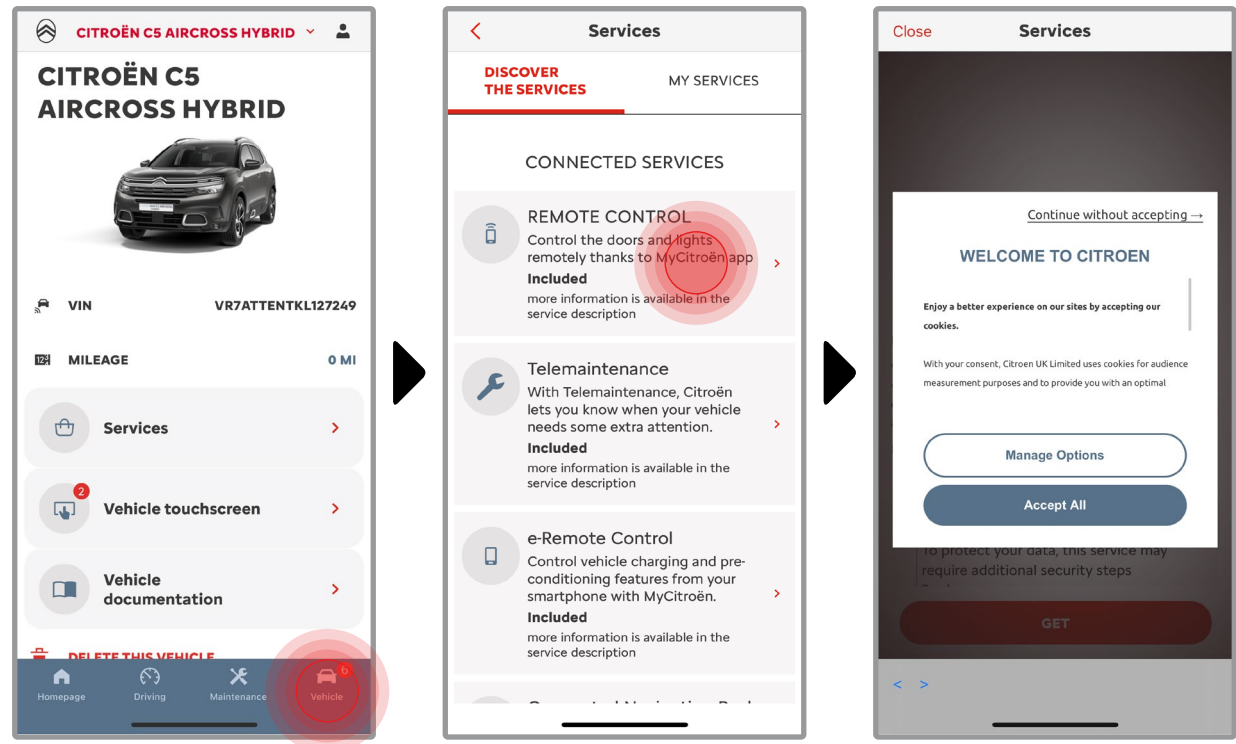 CITROËN C5 AIRCROSS HYBRID
CITROËN C5
AIRCROSS HYBRID
VIN VR7ATTENTKL127249
MILEAGE 0 MI
Services
2
Vehicle touchscreen
Vehicle
documentation
DELETE THIS VEHICLE
6
Homepage Driving Maintenance Vehicle
Services
DISCOVER
THE SERVICES
MY SERVICES
CONNECTED SERVICES
REMOTE CONTROL
Control the doors and lights
remotely thanks to MyCitroën app
Included
more information is available in the
service description
Telemaintenance
With Telemaintenance, Citroën
lets you know when your vehicle
needs some extra attention.
Included
more information is available in the
service description
e-Remote Control
Control vehicle charging and pre-
conditioning features from your
smartphone with MyCitroën.
Included
more information is available in the
service description
Close Services
Continue without accepting →
WELCOME TO CITROEN
Enjoy a better experience on our sites by accepting our
cookies.
With your consent, Citroen UK Limited uses cookies for audience
measurement purposes and to provide you with an optimal
Manage Options
Accept All
To protect your data, this service may
require additional security steps
GET
< >